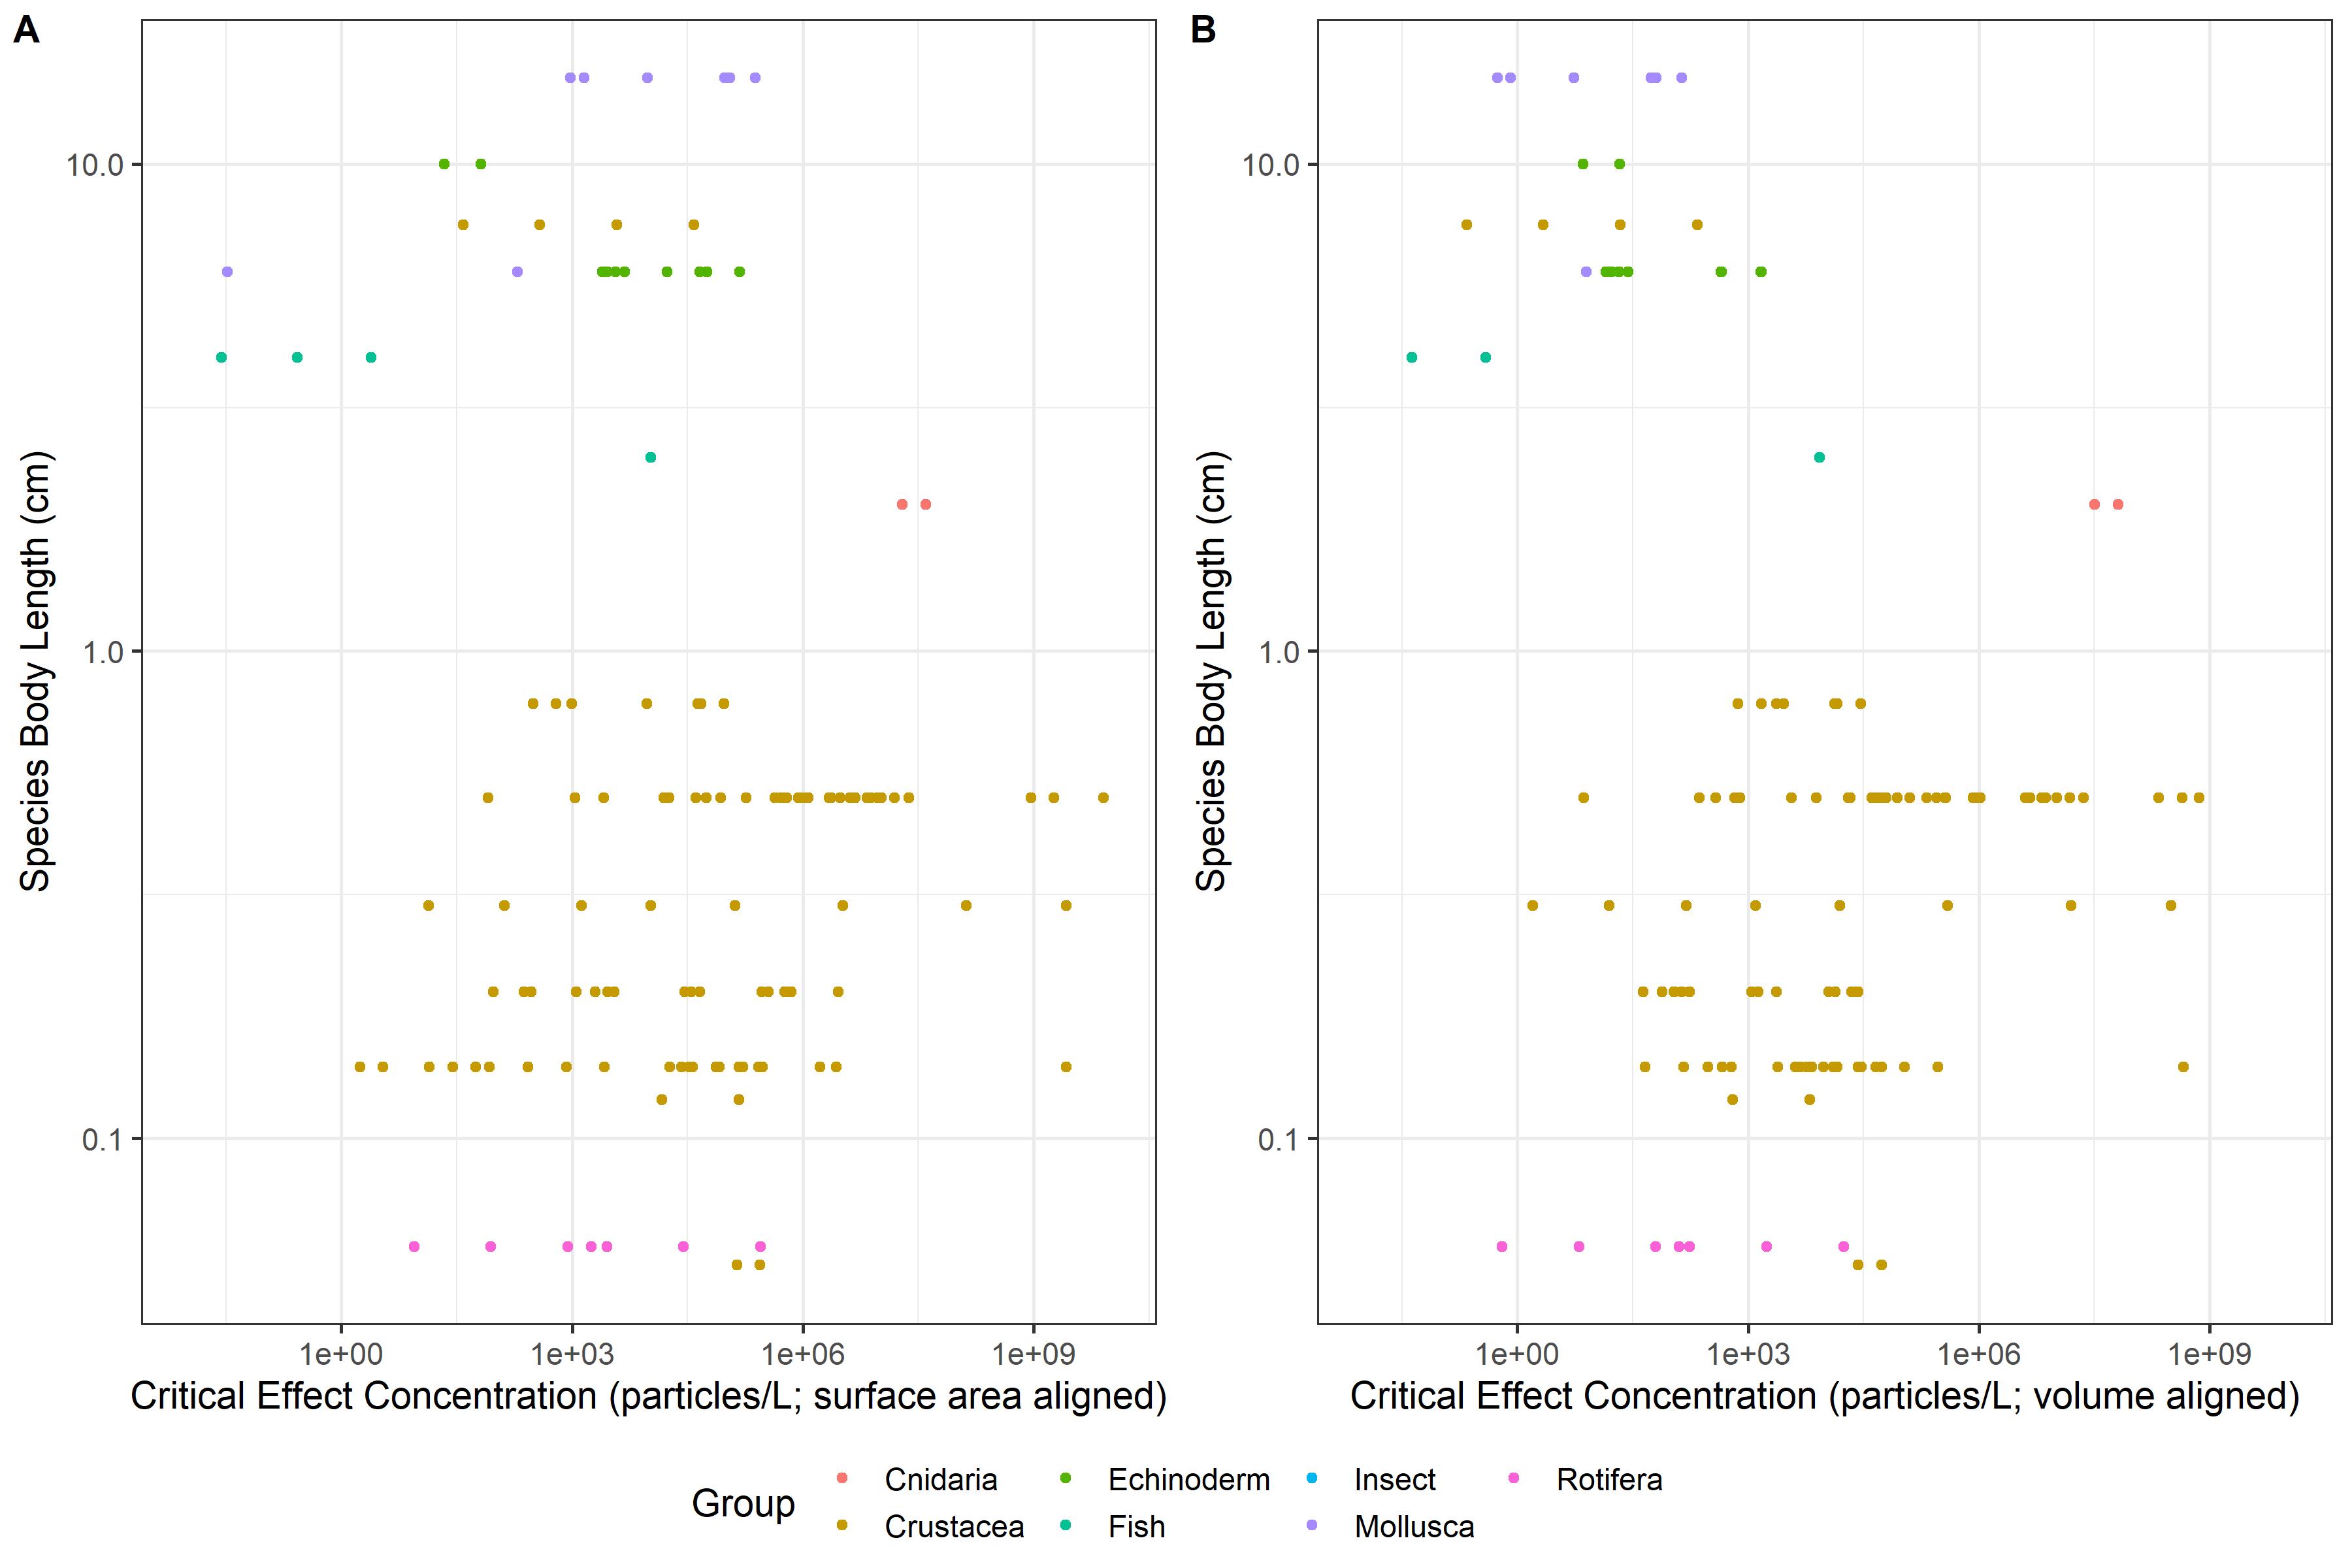 A
B
Species Body Length (cm)
10.0
1.0
0.1
1e+00 1e+03 1e+06 1e+09
Critical Effect Concentration (particles/L; surface area aligned)
Species Body Length (cm)
10.0
1.0
0.1
1e+00 1e+03 1e+06 1e+09
Critical Effect Concentration (particles/L; volume aligned)
Group
Cnidaria Echinoderm Insect Rotifera
Crustacea Fish Mollusca